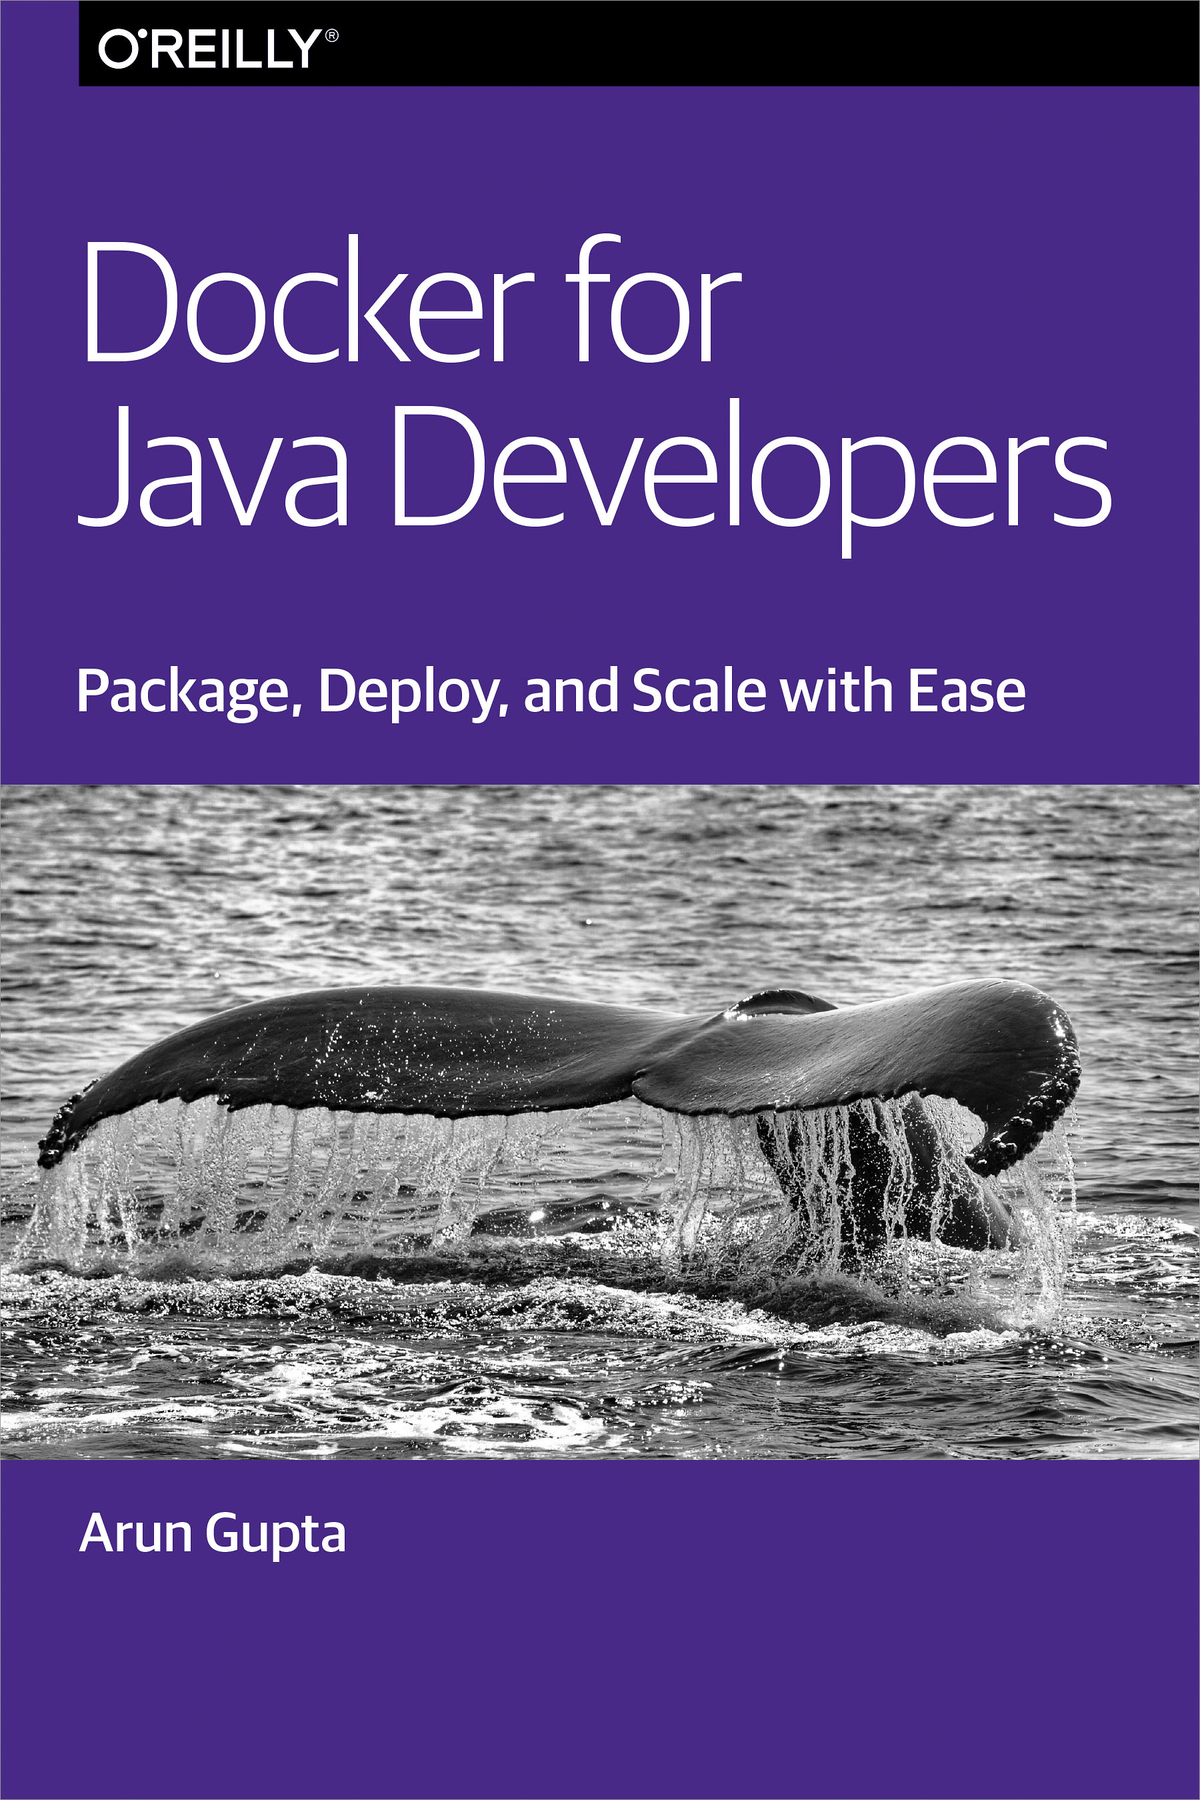 O'REILLY®
Docker for
Java Developers
Package, Deploy, and Scale with Ease
Arun Gupta